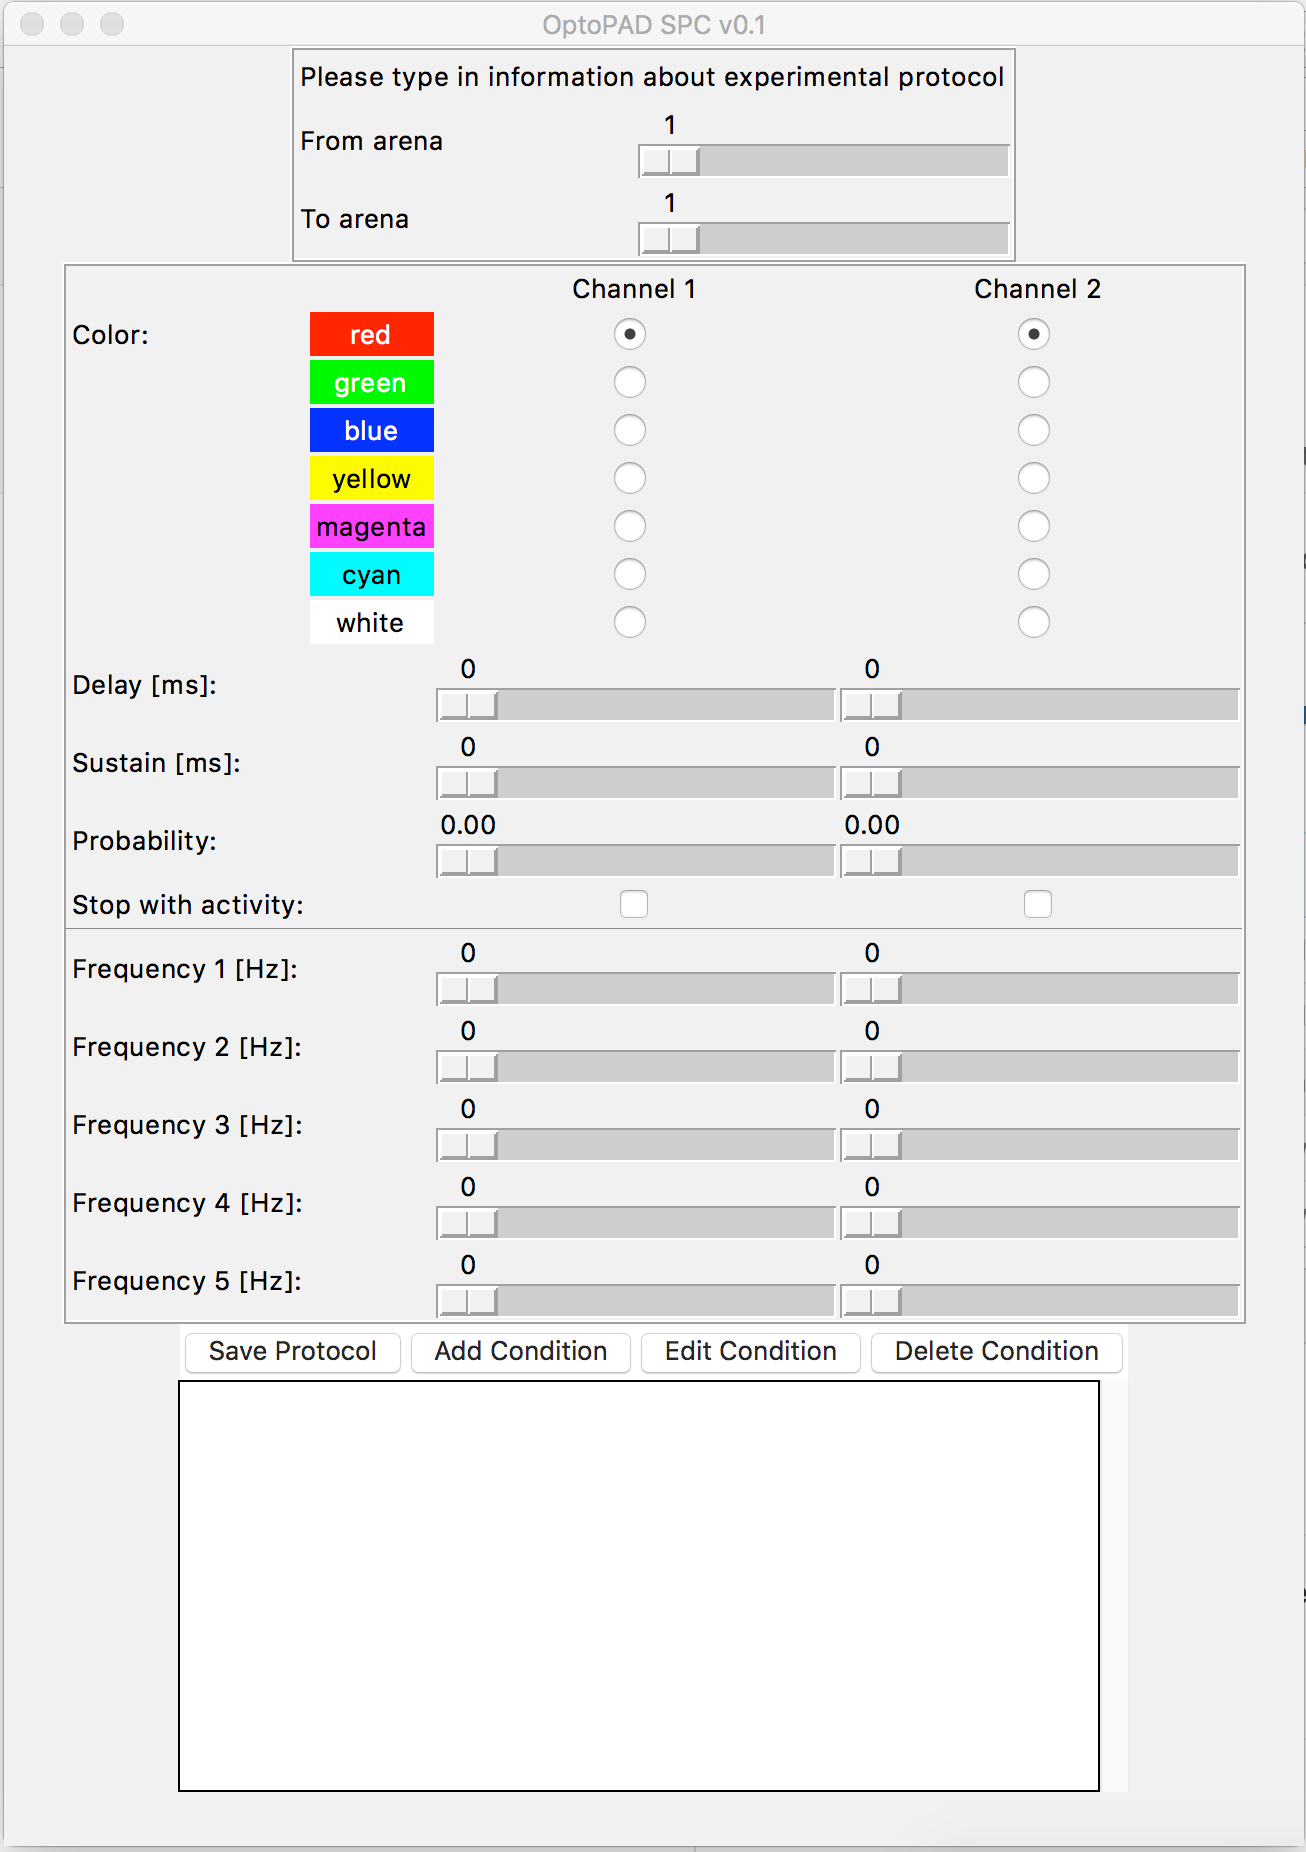 OptoPAD SPC v0.1
Please type in information about experimental protocol
1
From arena
1
To arena
Channel 1 Channel 2
Color: red
green
blue
yellow
magenta
cyan
white
0 0
Delay [ms]:
0 0
Sustain [ms]:
0.00 0.00
Probability:
Stop with activity:
0 0
Frequency 1 [Hz]:
0 0
Frequency 2 [Hz]:
0 0
Frequency 3 [Hz]:
0 0
Frequency 4 [Hz]:
0 0
Frequency 5 [Hz]:
Save Protocol Add Condition Edit Condition Delete Condition